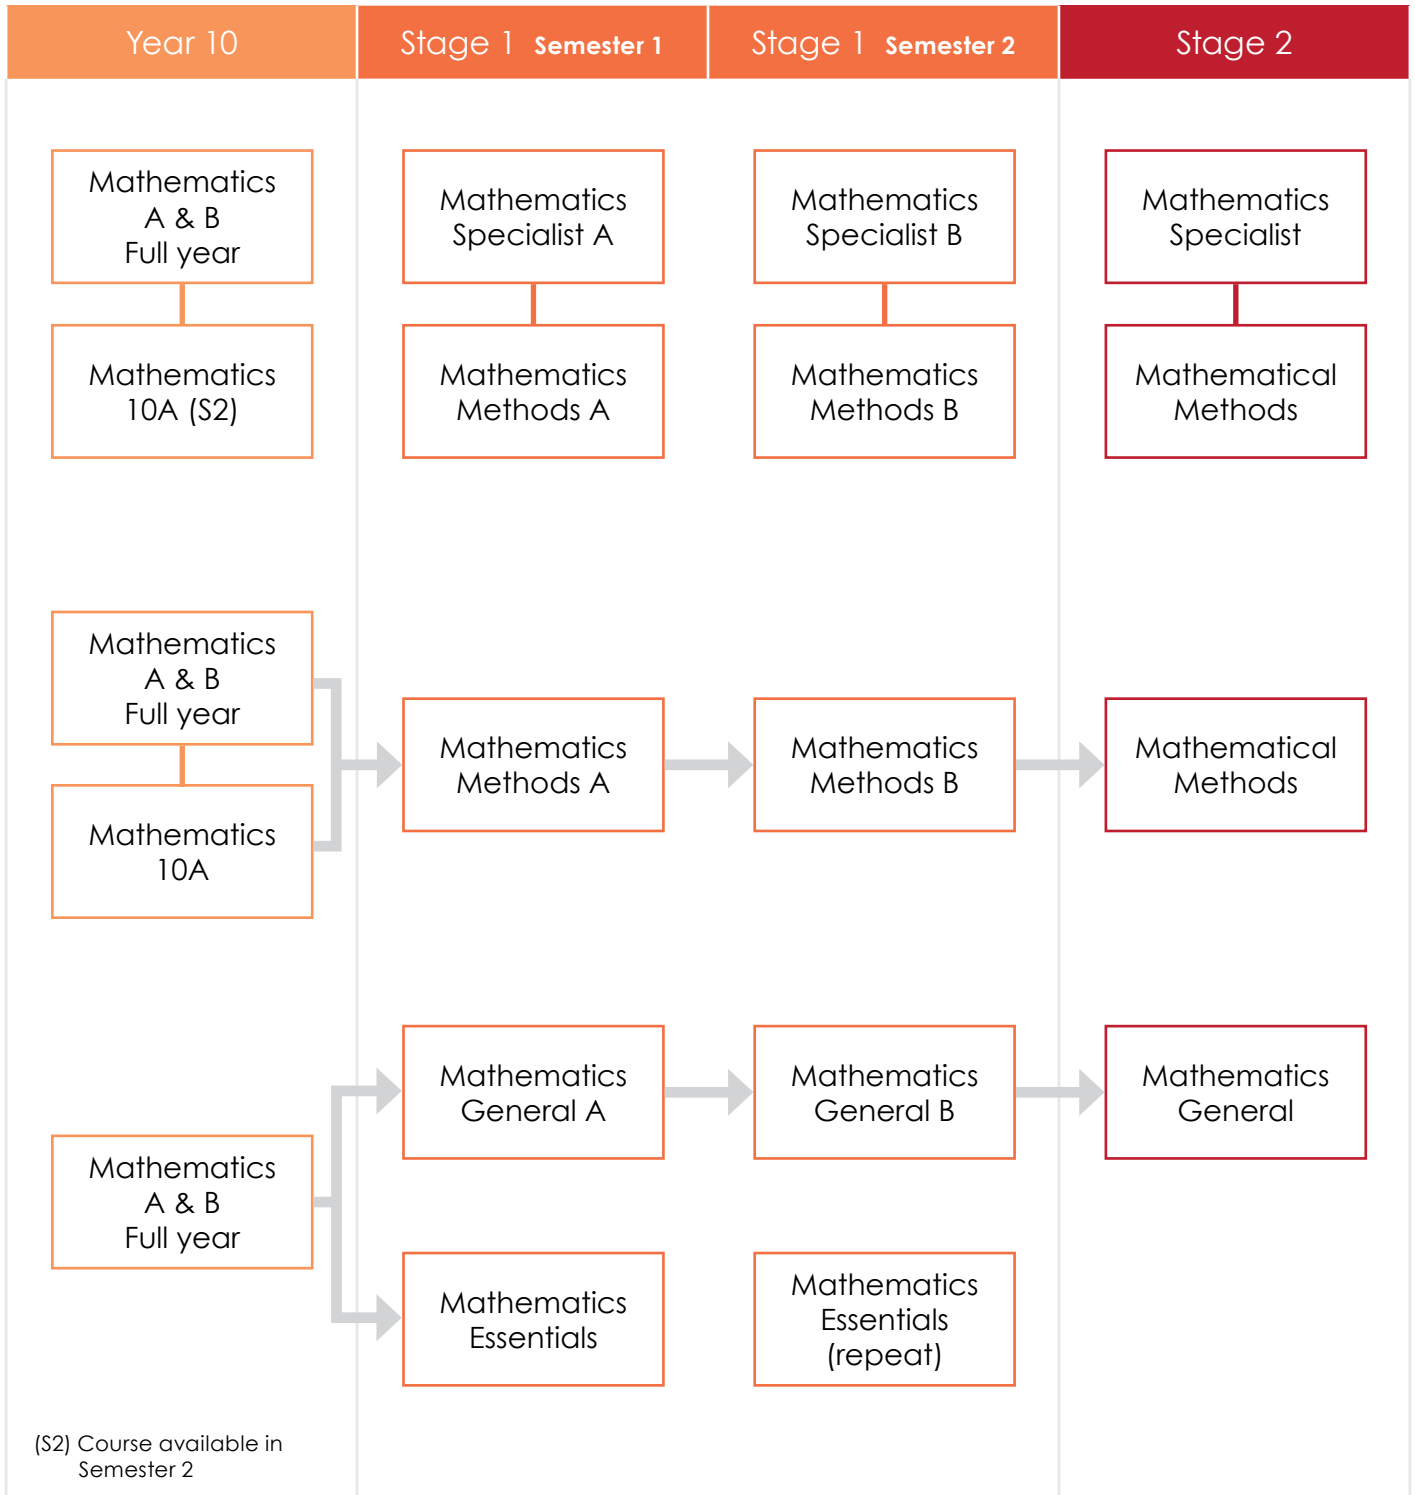 Year 10
Stage 1 Semester 1
Stage 1 Semester 2
Stage 2
Mathematics
A & B
Full year
Mathematics
Specialist A
Mathematics
Specialist B
Mathematics
Specialist
Mathematics
10A (S2)
Mathematics
Methods A
Mathematics
Methods B
Mathematical
Methods
Mathematics
A & B
Full year
Mathematics
10A
Mathematics
Methods A
Mathematics
Methods B
Mathematical
Methods
Mathematics
A & B
Full year
Mathematics
General A
Mathematics
General B
Mathematics
General
Mathematics
Essentials
Mathematics
Essentials
(repeat)
(S2) Course available in
Semester 2